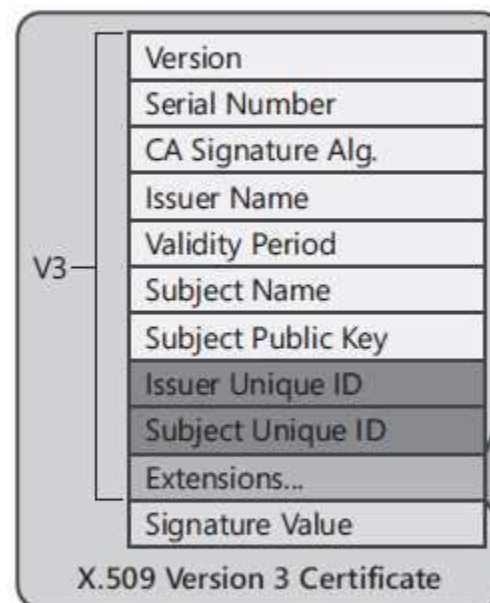 Version
Serial Number
CA Signature Alg.
Issuer Name
Validity Period
V3
Subject Name
Subject Public Key
Issuer Unique ID
Subject Unique ID
Extensions...
Signature Value
X.509 Version 3 Certificate